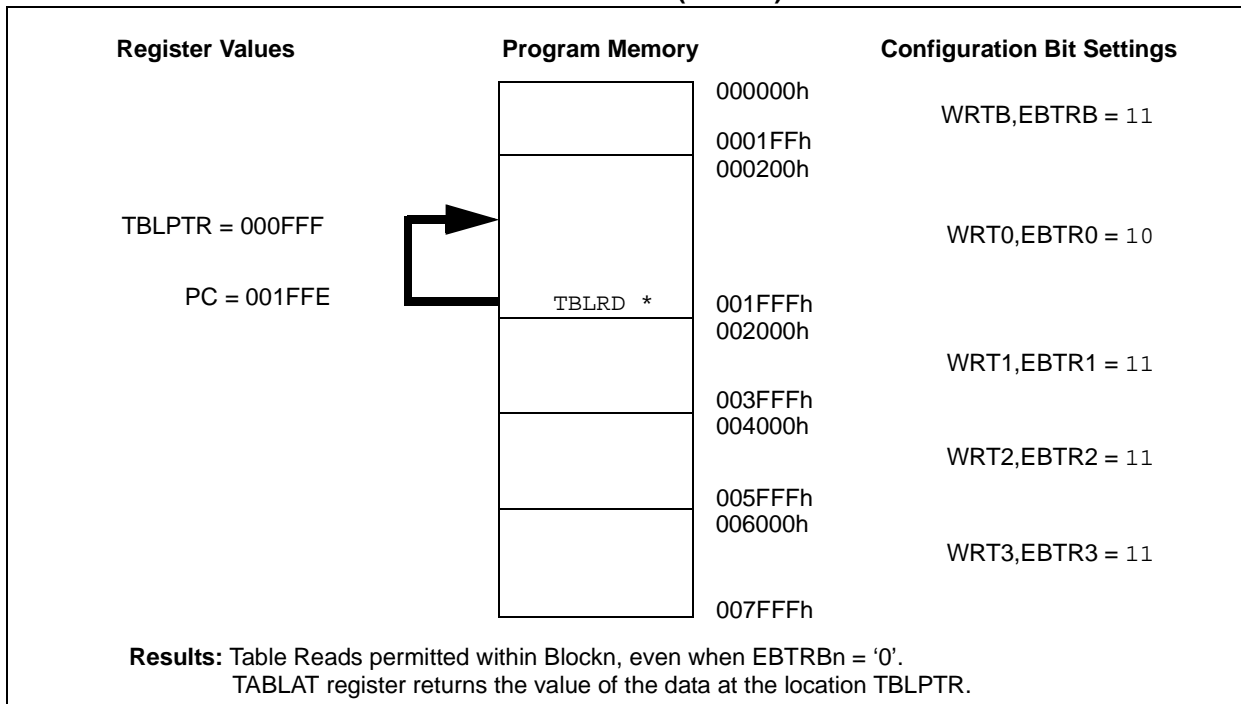 Register Values Program Memory Configuration Bit Settings
000000h
WRTB,EBTRB = 11
0001FFh
000200h
TBLPTR = 000FFF
WRT0,EBTR0 = 10
PC = 001FFE
TBLRD *
001FFFh
002000h
WRT1,EBTR1 = 11
003FFFh
004000h
WRT2,EBTR2 = 11
005FFFh
006000h
WRT3,EBTR3 = 11
007FFFh
Results: Table Reads permitted within Blockn, even when EBTRBn = ‘0’.
TABLAT register returns the value of the data at the location TBLPTR.